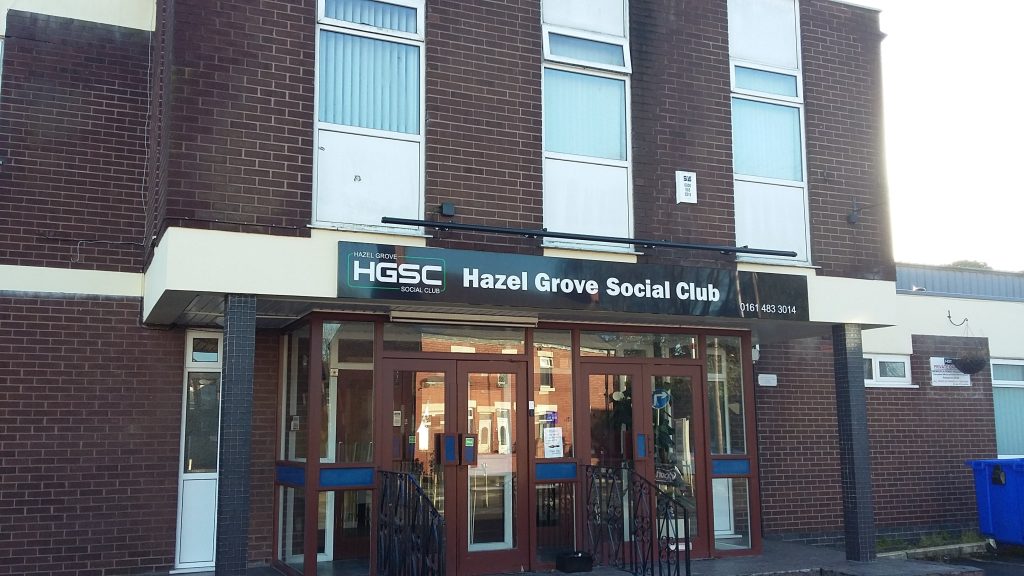 HAZEL GROVE
HGSC
SOCIAL CLUB
Hazel Grove Social Club
0161 483 3014